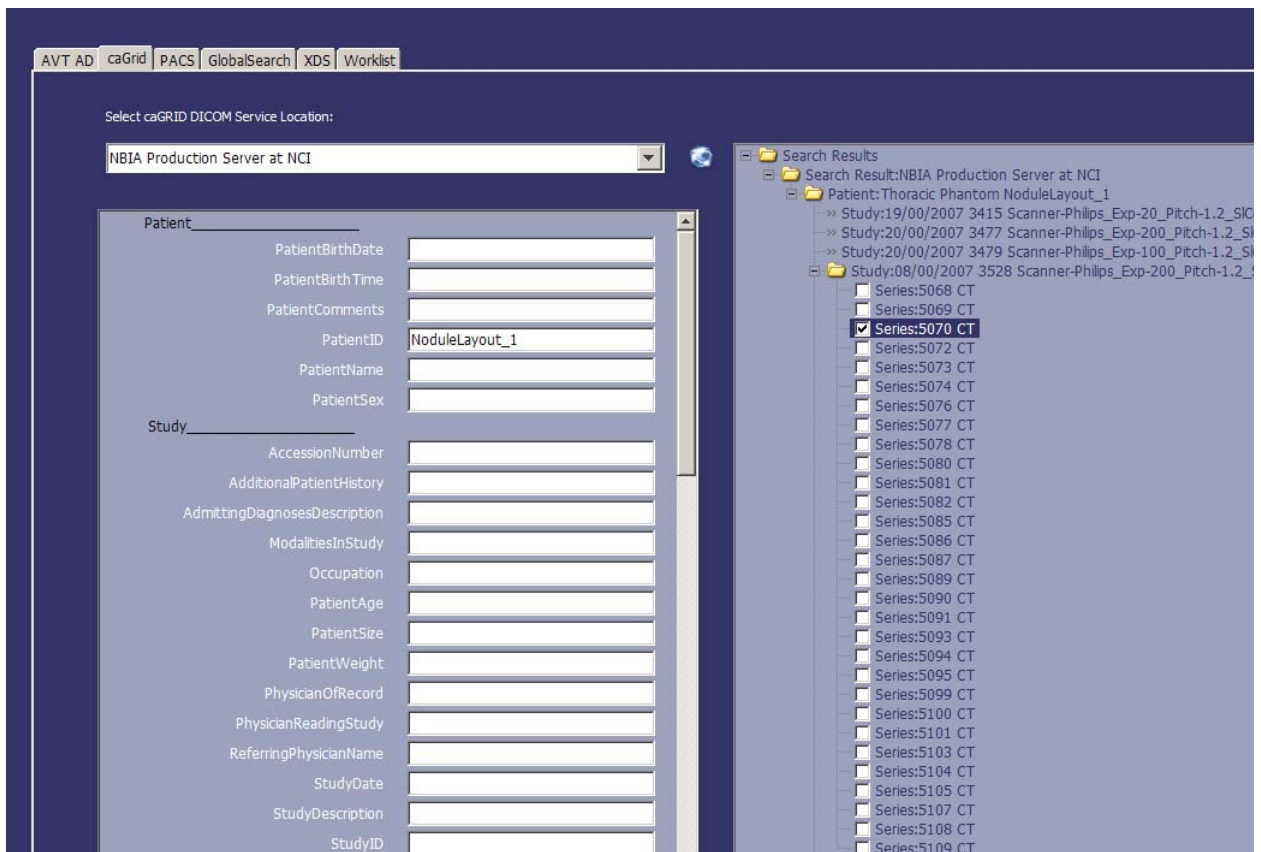 AVT AD caGrid PACS GlobalSearch XDS Worklist
Select caGRID DICOM Service Location:
NBIA Production Server at NCI
Patient
PatientBirthDate
PatientBirthTime
PatientComments
PatientID NoduleLayout_1
PatientName
PatientSex
Study
AccessionNumber
AdditionalPatientHistory
AdmittingDiagnosesDescription
ModalitiesInStudy
Occupation
PatientAge
PatientSize
PatientWeight
PhysicianOfRecord
PhysicianReadingStudy
ReferringPhysicianName
StudyDate
StudyDescription
StudyID
Search Results
Search Result:NBIA Production Server at NCI
Patient:Thoracic Phantom NoduleLayout_1
Study:19/00/2007 3415 Scanner-Philips_Exp-20_Pitch-1.2_SlC
Study:20/00/2007 3477 Scanner-Philips_Exp-200_Pitch-1.2_Sl
Study:20/00/2007 3479 Scanner-Philips_Exp-100_Pitch-1.2_Sl
Study:08/00/2007 3528 Scanner-Philips_Exp-200_Pitch-1.2_S
Series:5068 CT
Series:5069 CT
Series:5070 CT
Series:5072 CT
Series:5073 CT
Series:5074 CT
Series:5076 CT
Series:5077 CT
Series:5078 CT
Series:5080 CT
Series:5081 CT
Series:5082 CT
Series:5085 CT
Series:5086 CT
Series:5087 CT
Series:5089 CT
Series:5090 CT
Series:5091 CT
Series:5093 CT
Series:5094 CT
Series:5095 CT
Series:5099 CT
Series:5100 CT
Series:5101 CT
Series:5103 CT
Series:5104 CT
Series:5105 CT
Series:5107 CT
Series:5108 CT
Series:5109 CT